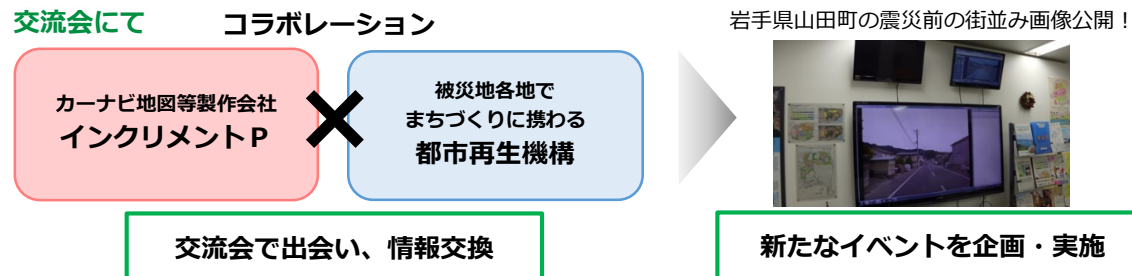 交流会にて
コラボレーション
カーナビ地図等製作会社
インクリメントP
×
被災地各地で
まちづくりに携わる
都市再生機構
交流会で出会い、情報交換
岩手県山田町の震災前の街並み画像公開!
新たなイベントを企画・実施